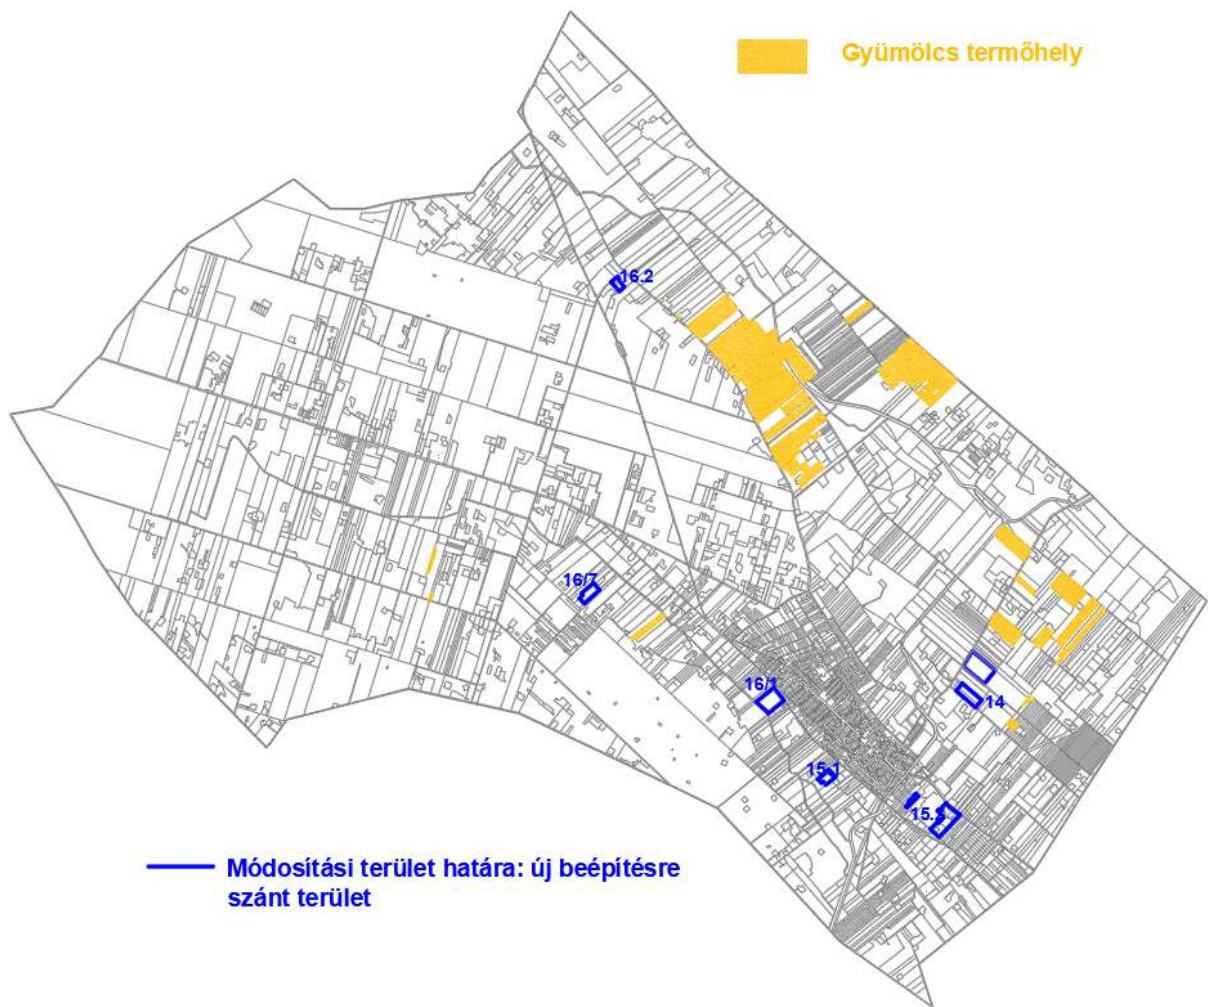 Gyümölcs termőhely
16.2
16/7
16/1
14
15.1
15.
Módosítási terület határa: új beépítésre
szánt terület